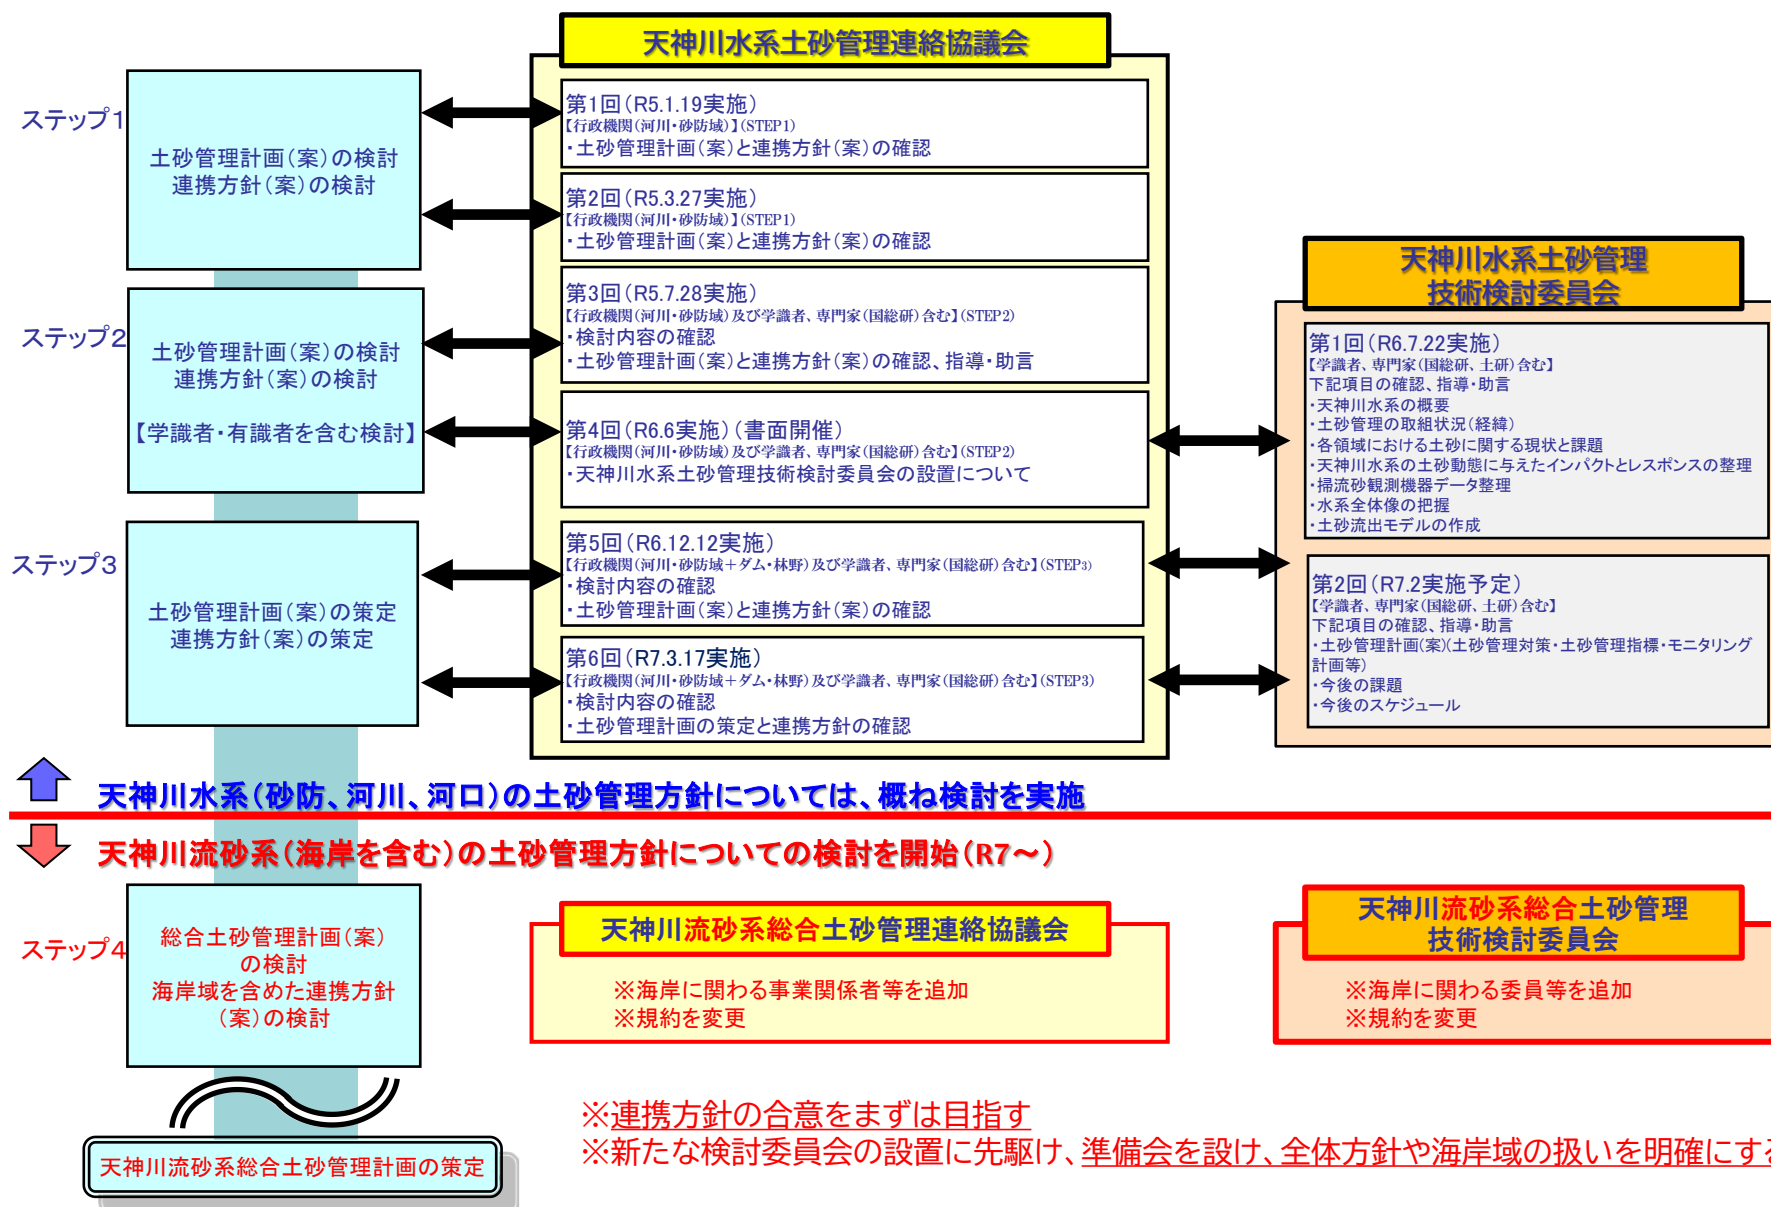 天神川水系土砂管理連絡協議会
ステップ1
土砂管理計画(案)の検討
連携方針(案)の検討
第1回(R5.1.19実施)
【行政機関(河川・砂防域)】(STEP1)
・土砂管理計画(案)と連携方針(案)の確認
第2回(R5.3.27実施)
【行政機関(河川・砂防域)】(STEP1)
・土砂管理計画(案)と連携方針(案)の確認
ステップ2
土砂管理計画(案)の検討
連携方針(案)の検討
【学識者・有識者を含む検討】
第3回(R5.7.28実施)
【行政機関(河川・砂防域)及び学識者、専門家(国総研)含む】(STEP2)
・検討内容の確認
・土砂管理計画(案)と連携方針(案)の確認、指導・助言
第4回(R6.6実施)(書面開催)
【行政機関(河川・砂防域)及び学識者、専門家(国総研)含む】(STEP2)
・天神川水系土砂管理技術検討委員会の設置について
天神川水系土砂管理
技術検討委員会
第1回(R6.7.22実施)
【学識者、専門家(国総研、土研)含む】
下記項目の確認、指導・助言
・天神川水系の概要
・土砂管理の取組状況(経緯)
・各領域における土砂に関する現状と課題
・天神川水系の土砂動態に与えたインパクトとレスポンスの整理
・掃流砂観測機器データ整理
・水系全体像の把握
・土砂流出モデルの作成
ステップ3
土砂管理計画(案)の策定
連携方針(案)の策定
第5回(R6.12.12実施)
【行政機関(河川・砂防域+ダム・林野)及び学識者、専門家(国総研)含む】(STEP3)
・検討内容の確認
・土砂管理計画(案)と連携方針(案)の確認
第6回(R7.3.17実施)
【行政機関(河川・砂防域+ダム・林野)及び学識者、専門家(国総研)含む】(STEP3)
・検討内容の確認
・土砂管理計画の策定と連携方針の確認
第2回(R7.2実施予定)
【学識者、専門家(国総研、土研)含む】
下記項目の確認、指導・助言
・土砂管理計画(案)(土砂管理対策・土砂管理指標・モニタリング
計画等)
・今後の課題
・今後のスケジュール
天神川水系(砂防、河川、河口)の土砂管理方針については、概ね検討を実施
天神川流砂系(海岸を含む)の土砂管理方針についての検討を開始(R7～)
ステップ4
総合土砂管理計画(案)
の検討
海岸域を含めた連携方針
(案)の検討
天神川流砂系総合土砂管理連絡協議会
※海岸に関わる事業関係者等を追加
※規約を変更
天神川流砂系総合土砂管理
技術検討委員会
※海岸に関わる委員等を追加
※規約を変更
※連携方針の合意をまずは目指す
※新たな検討委員会の設置に先駆け、準備会を設け、全体方針や海岸域の扱いを明確にする
天神川流砂系総合土砂管理計画の策定